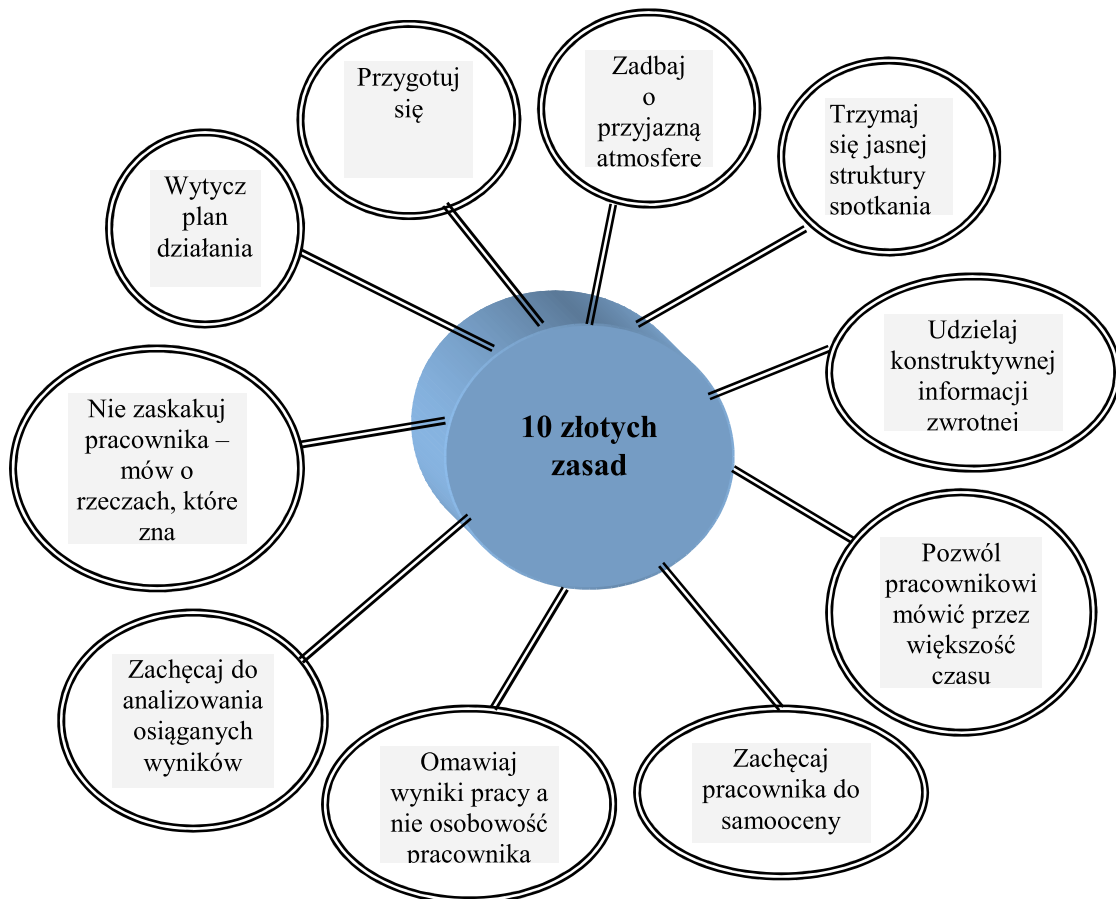 Przygotuj
się
Zadbaj
o
przyjazną
atmosfere
Trzymaj
się jasnej
struktury
spotkania
Udzielaj
konstruktywnej
informacji
zwrotnej
Pozwól
pracownikowi
mówić przez
większość
czasu
Zachęcaj
pracownika do
samooceny
Omawiaj
wyniki pracy a
nie osobowość
pracownika
Zachęcaj do
analizowania
osiąganych
wyników
Nie zaskakuj
pracownika –
mów o
rzeczach, które
zna
Wytycz
plan
działania
10 złotych
zasad